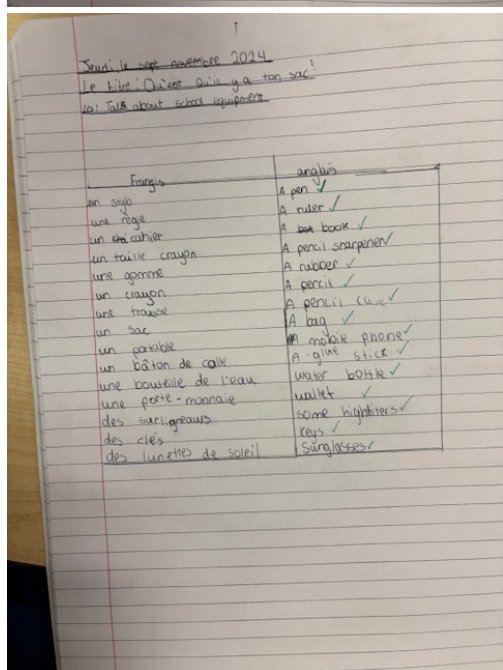 Jeudi le sept novembre 2024
Le titre: Qu'est Qu'il y a ton sac!
Lo: Talk about school equipment
Français anglais
un stylo A pen ✓
une règle A ruler ✓
un cahier A book ✓
un taille crayon A pencil sharpener ✓
une gomme A rubber ✓
un crayon A pencil ✓
une trousse A pencil case ✓
un sac A bag ✓
un portable A mobile phone ✓
un bâton de colle A glue stick ✓
une bouteille de l'eau water bottle ✓
une porte-monnaie wallet ✓
des surligneaurs some highliters ✓
des clés keys ✓
des lunettes de soleil sunglasses ✓